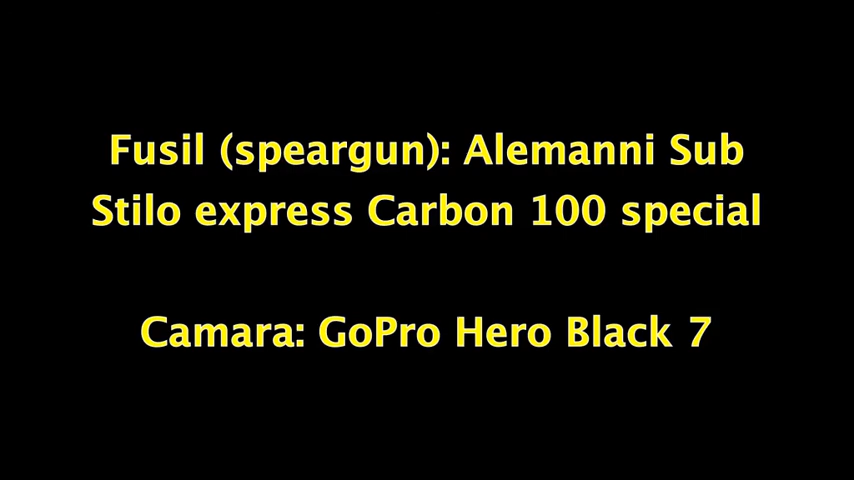 Fusil (speargun): Alemanni Sub
Stilo express Carbon 100 special
Camara: GoPro Hero Black 7